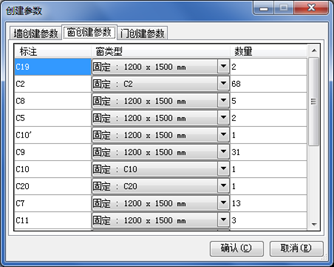 创建参数
墙创建参数 窗创建参数 门创建参数
标注 窗类型 数量
C19 固定 : 1200 x 1500 mm 2
C2 固定 : C2 68
C8 固定 : 1200 x 1500 mm 5
C5 固定 : 1200 x 1500 mm 2
C10' 固定 : 1200 x 1500 mm 1
C9 固定 : 1200 x 1500 mm 31
C10 固定 : C10 1
C20 固定 : C20 1
C7 固定 : 1200 x 1500 mm 13
C11 固定 : 1200 x 1500 mm 3
确认(C) 取消(E)